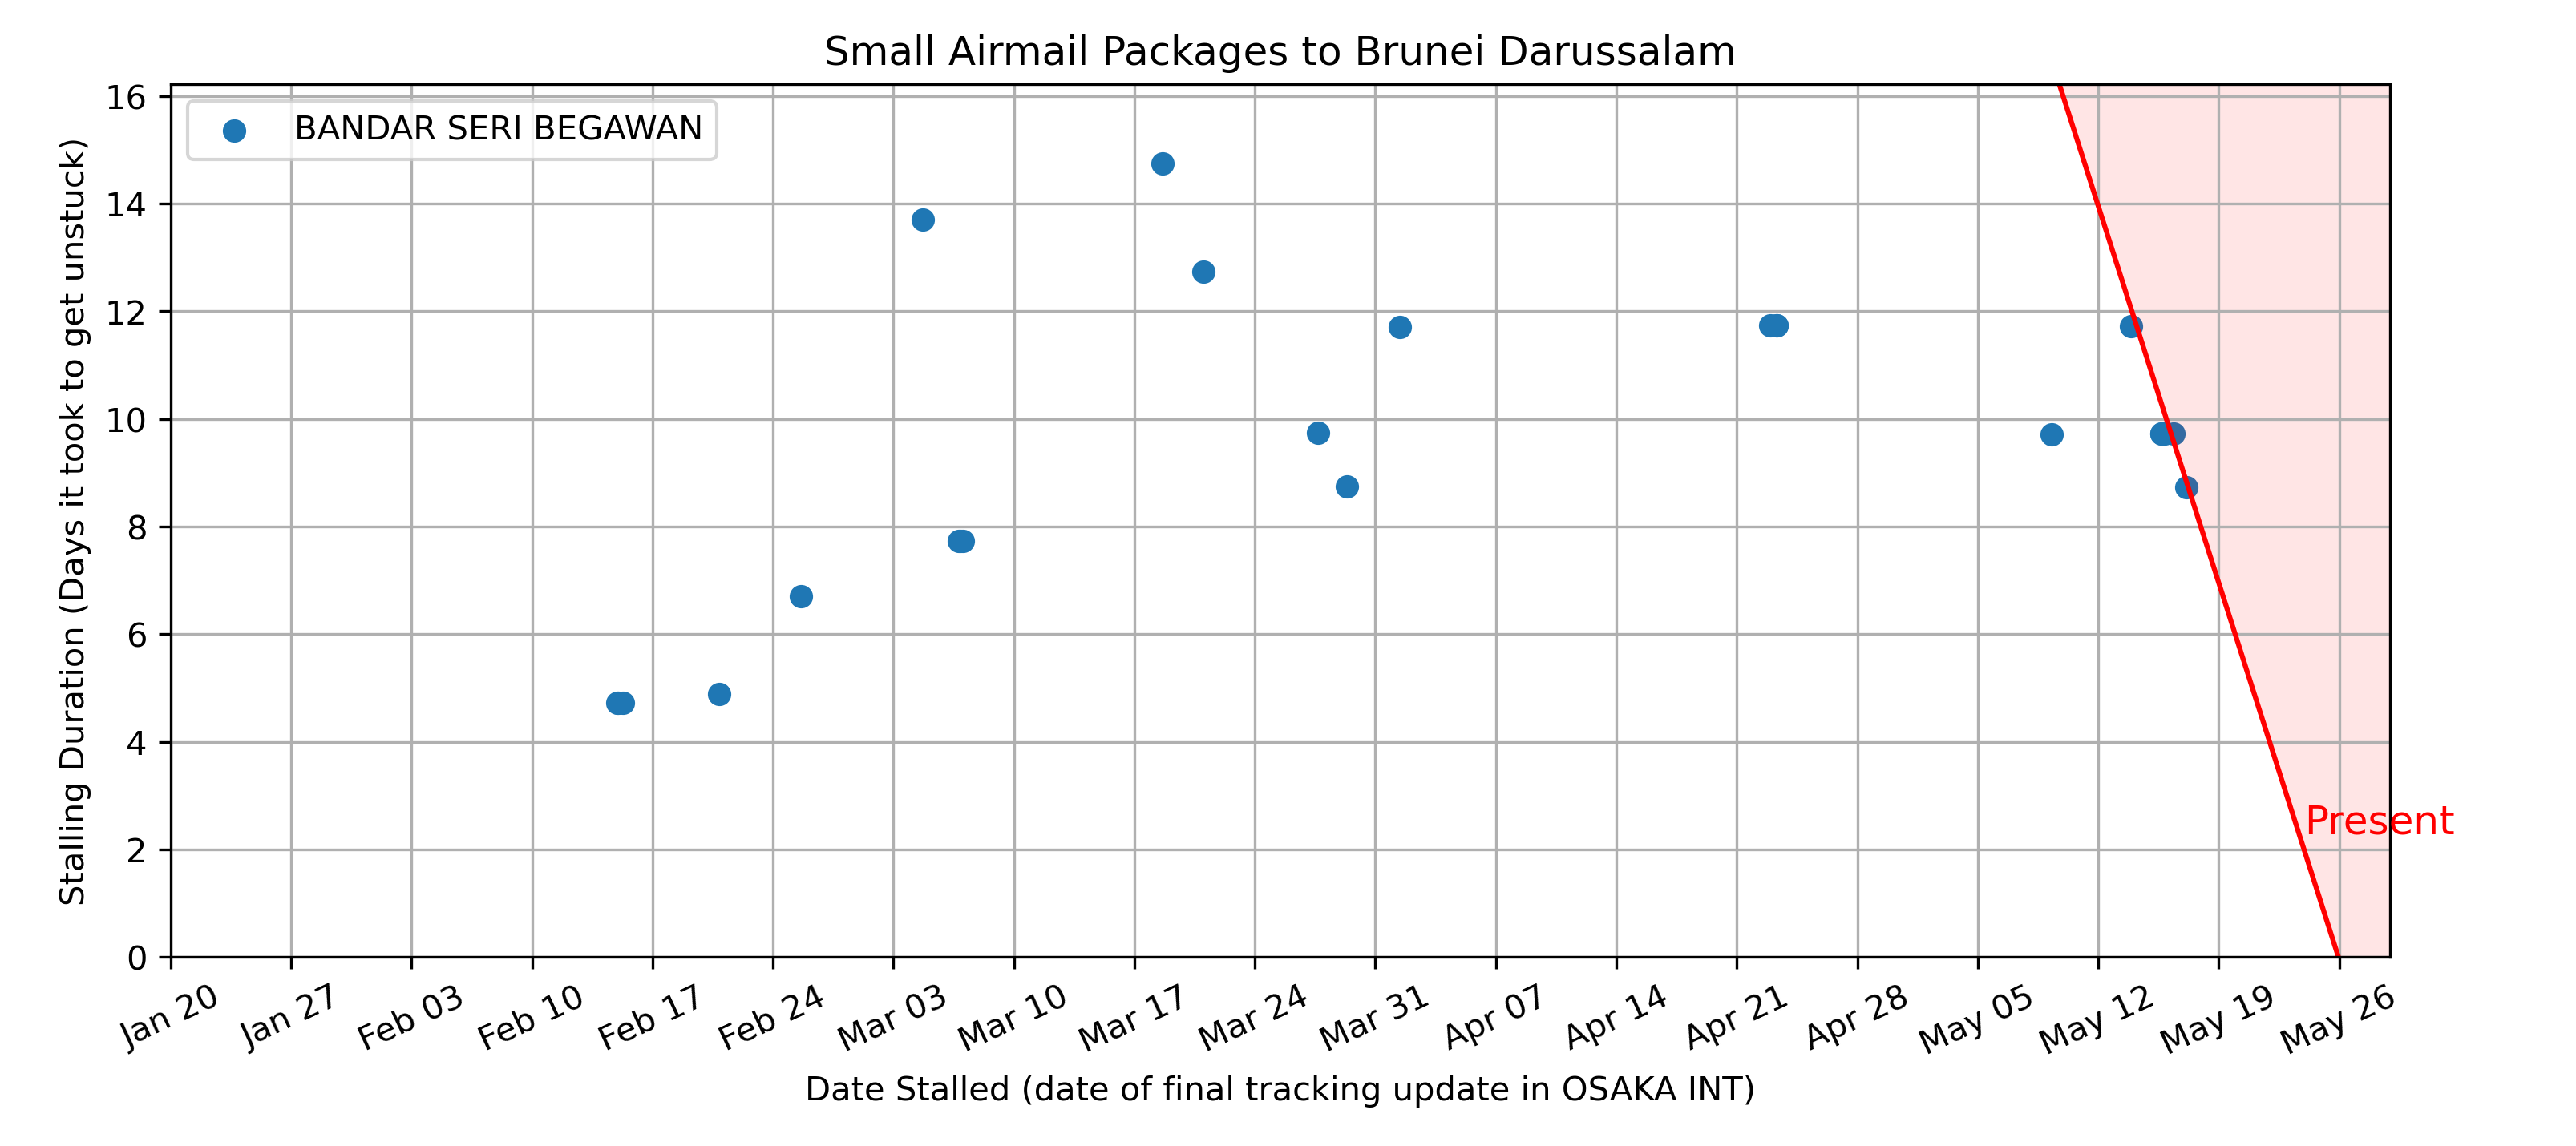 Small Airmail Packages to Brunei Darussalam
BANDAR SERI BEGAWAN
Stalling Duration (Days it took to get unstuck)
16
14
12
10
8
6
4
2
0
Present
Jan 20 Jan 27 Feb 03 Feb 10 Feb 17 Feb 24 Mar 03 Mar 10 Mar 17 Mar 24 Mar 31 Apr 07 Apr 14 Apr 21 Apr 28 May 05 May 12 May 19 May 26
Date Stalled (date of final tracking update in OSAKA INT)